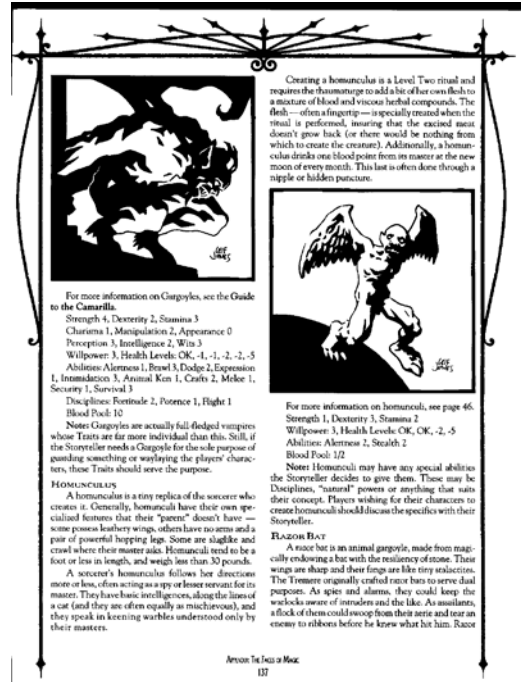 For more information on Gargoyles, see the Guide
to the Camarilla.
Strength 4, Dexterity 2, Stamina 3
Charisma 1, Manipulation 2, Appearance 0
Perception 3, Intelligence 2, Wits 3
Willpower: 3, Health Levels: OK, -1, -1, -2, -2, -5
Abilities: Alertness 1, Brawl 3, Dodge 2, Expression
1, Intimidation 3, Animal Ken 1, Crafts 2, Melee 1,
Security 1, Survival 3
Disciplines: Fortitude 2, Potence 1, Flight 1
Blood Pool: 10
Note: Gargoyles are actually full-fledged vampires
whose Traits are far more individual than this. Still, if
the Storyteller needs a Gargoyle for the sole purpose of
guarding something or waylaying the players' charac-
ters, these Traits should serve the purpose.
HOMUNCULUS
A homunculus is a tiny replica of the sorcerer who
creates it. Generally, homunculi have their own spe-
cialized features that their "parent" doesn't have —
some possess leathery wings, others have no arms and a
pair of powerful hopping legs. Some are sluglike and
crawl where their master asks. Homunculi tend to be a
foot or less in length, and weigh less than 30 pounds.
A sorcerer's homunculus follows her directions
more or less, often acting as a spy or lesser servant for its
master. They have basic intelligences, along the lines of
a cat (and they are often equally as mischievous), and
they speak in keening warbles understood only by
their masters.
Creating a homunculus is a Level Two ritual and
requires the thaumaturge to add a bit of her own flesh to
a mixture of blood and viscous herbal compounds. The
flesh — often a fingertip — is specially treated when the
ritual is performed, insuring that the excised meat
doesn't grow back (or there would be nothing from
which to create the creature). Additionally, a homun-
culus drinks one blood point from its master at the new
moon of every month. This last is often done through a
nipple or hidden puncture.
LEIF
JONES
LEIF
JONES
For more information on homunculi, see page 46.
Strength 1, Dexterity 3, Stamina 2
Willpower: 3, Health Levels: OK, OK, -2, -5
Abilities: Alertness 2, Stealth 2
Blood Pool: 1/2
Note: Homunculi may have any special abilities
the Storyteller decides to give them. These may be
Disciplines, "natural" powers or anything that suits
their concept. Players wishing for their characters to
create homunculi should discuss the specifics with their
Storyteller.
RAZOR BAT
A razor bat is an animal gargoyle, made from magi-
cally endowing a bat with the resiliency of stone. Their
wings are sharp and their fangs are like tiny stalactites.
The Tremere originally crafted razor bats to serve dual
purposes. As spies and alarms, they could keep the
warlocks aware of intruders and the like. As assailants,
a flock of them could swoop from their aerie and tear an
enemy to ribbons before he knew what hit him. Razor
APPENDIX: THE FACES OF MAGIC
137